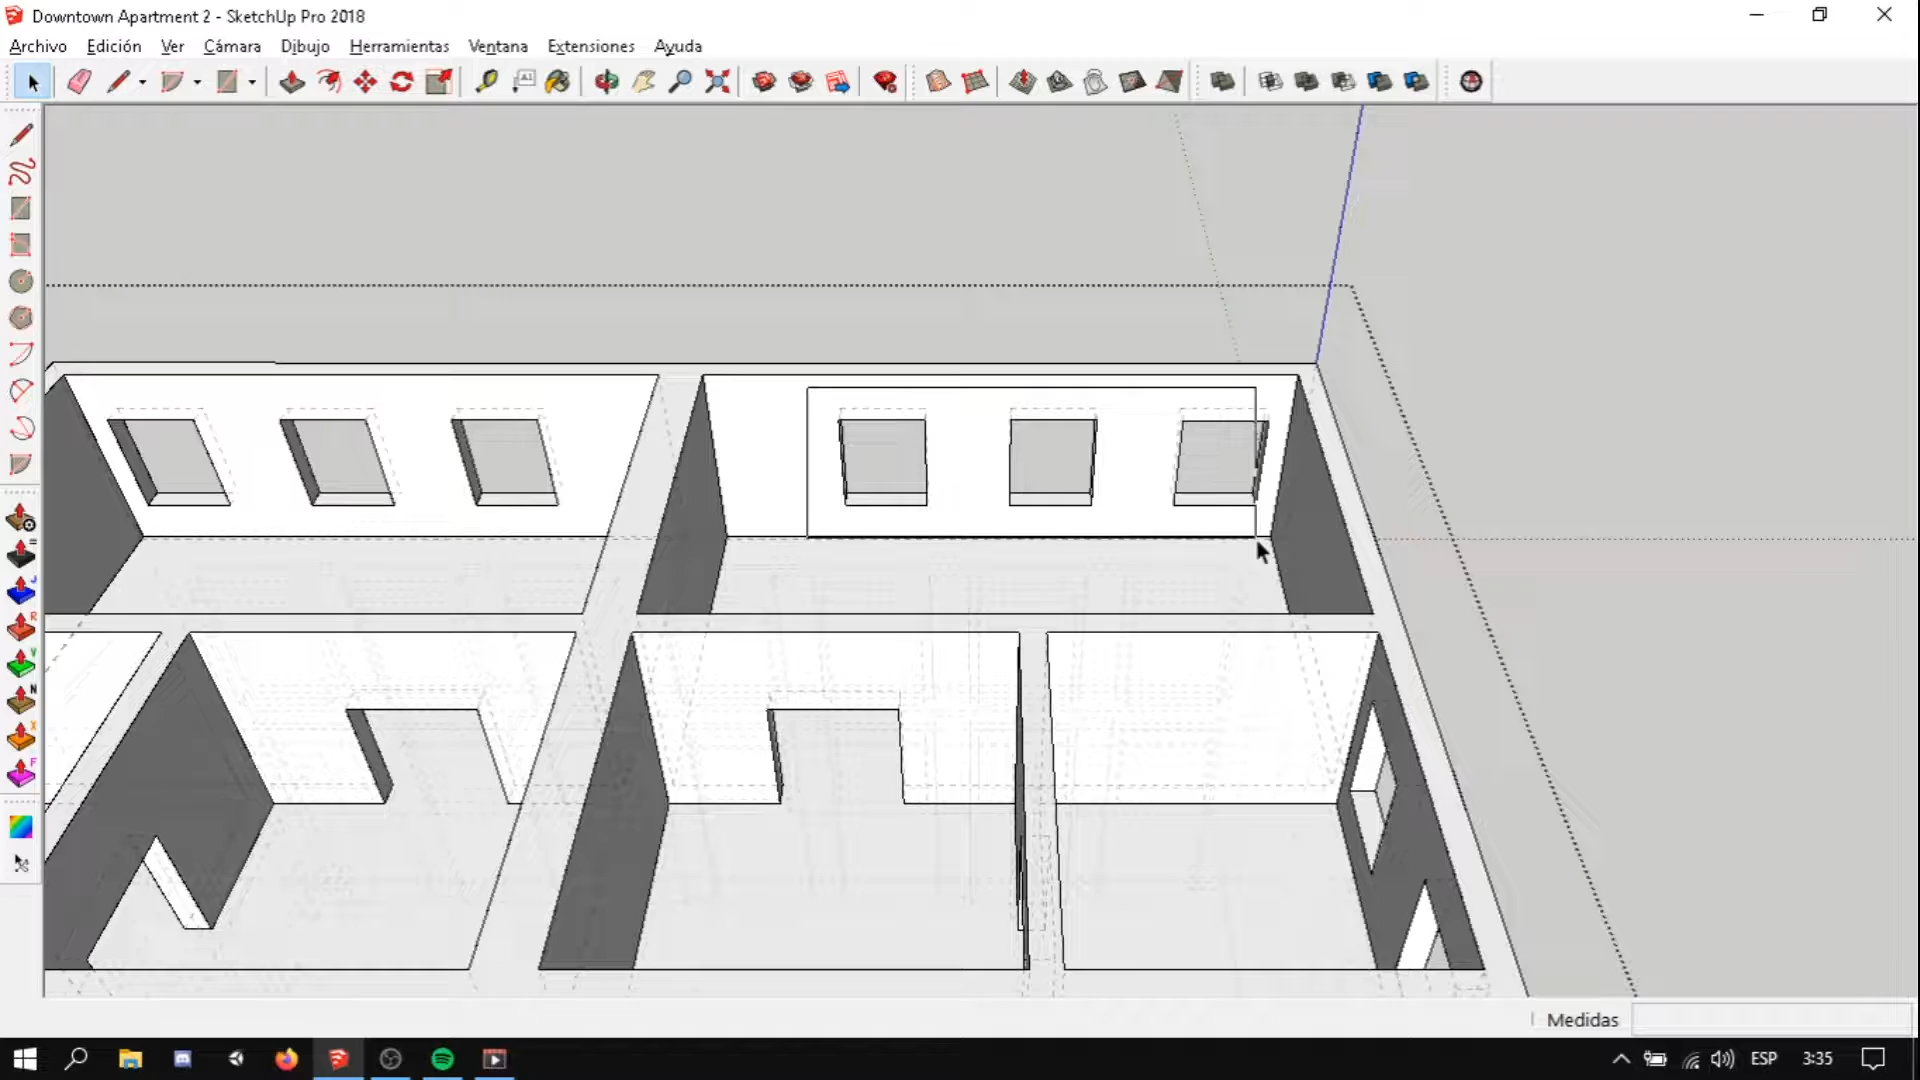 Downtown Apartment 2 - SketchUp Pro 2018
Archivo Edición Ver Cámara Dibujo Herramientas Ventana Extensiones Ayuda
A1
J
R
V
N
X
F
Medidas
ESP 3:35